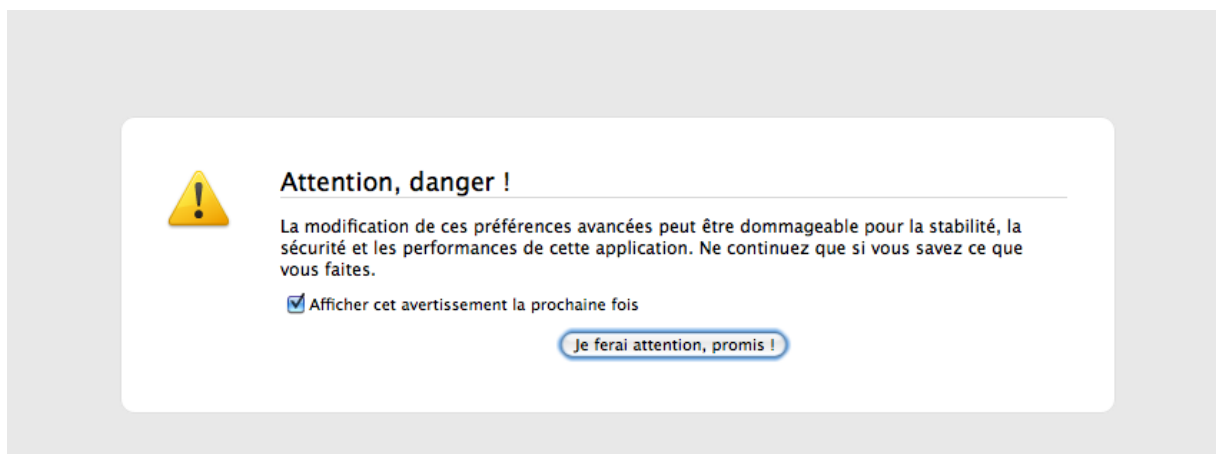 Attention, danger !
La modification de ces préférences avancées peut être dommageable pour la stabilité, la
sécurité et les performances de cette application. Ne continuez que si vous savez ce que
vous faites.
Afficher cet avertissement la prochaine fois
Je ferai attention, promis !